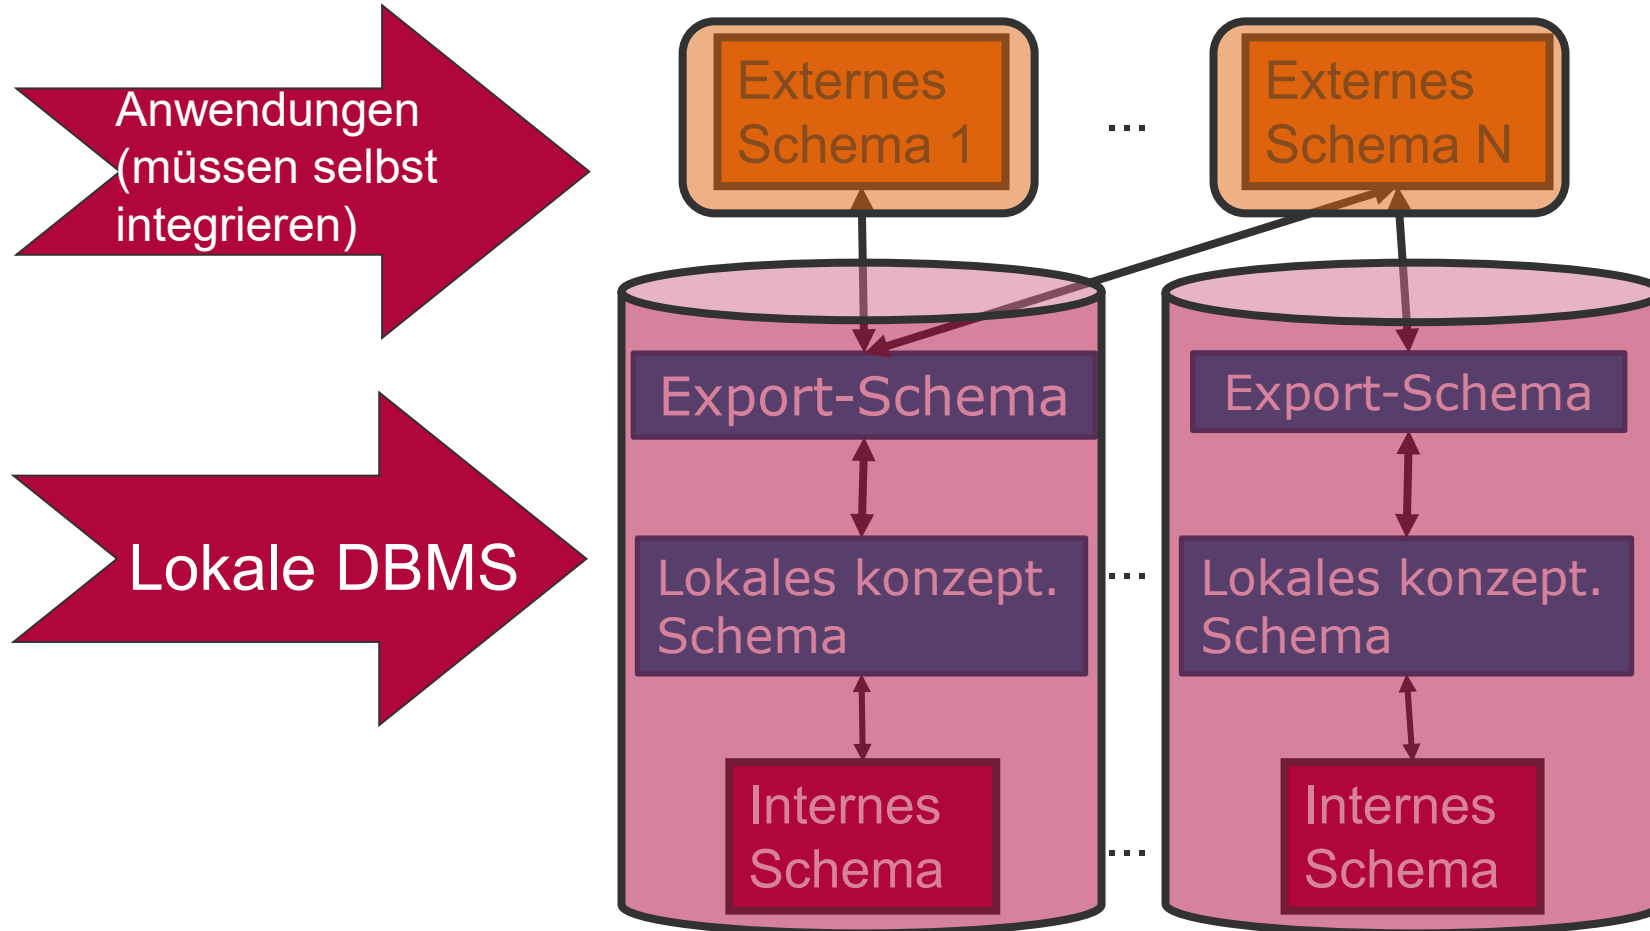 Anwendungen
(müssen selbst
integrieren)
Externes
Schema 1
...
Externes
Schema N
Lokale DBMS
Export-Schema
Export-Schema
Lokales konzept.
Schema
...
Lokales konzept.
Schema
Internes
Schema
...
Internes
Schema